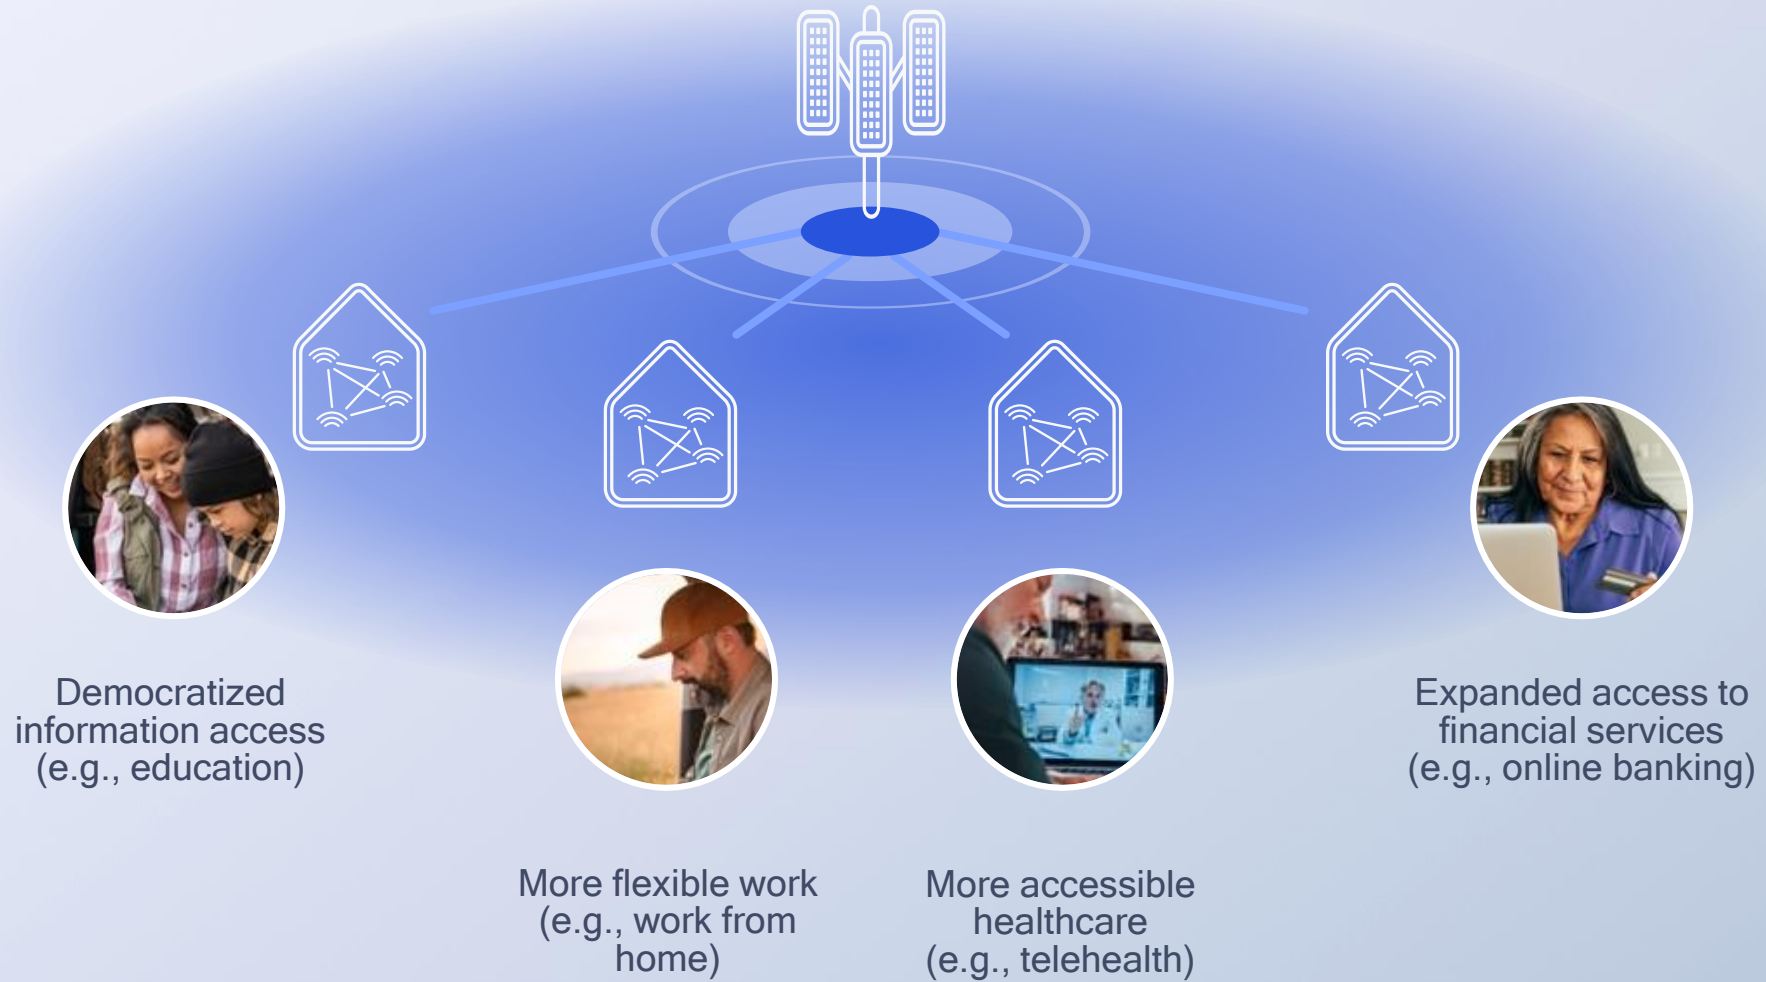 Democratized
information access
(e.g., education)
More flexible work
(e.g., work from
home)
More accessible
healthcare
(e.g., telehealth)
Expanded access to
financial services
(e.g., online banking)